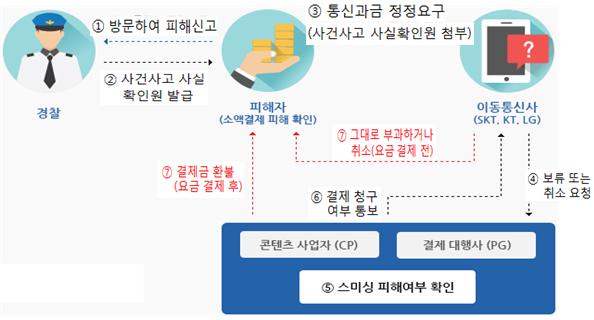 ① 방문하여 피해신고
② 사건사고 사실
확인원 발급
③ 통신과금 정정요구
(사건사고 사실확인원 첨부)
경찰
피해자
(소액결제 피해 확인)
이동통신사
(SKT, KT, LG)
⑦ 그대로 부과하거나
취소(요금 결제 전)
⑦ 결제금 환불
(요금 결제 후)
⑥ 결제 청구
여부 통보
④ 보류 또는
취소 요청
콘텐츠 사업자 (CP)
결제 대행사 (PG)
⑤ 스미싱 피해여부 확인